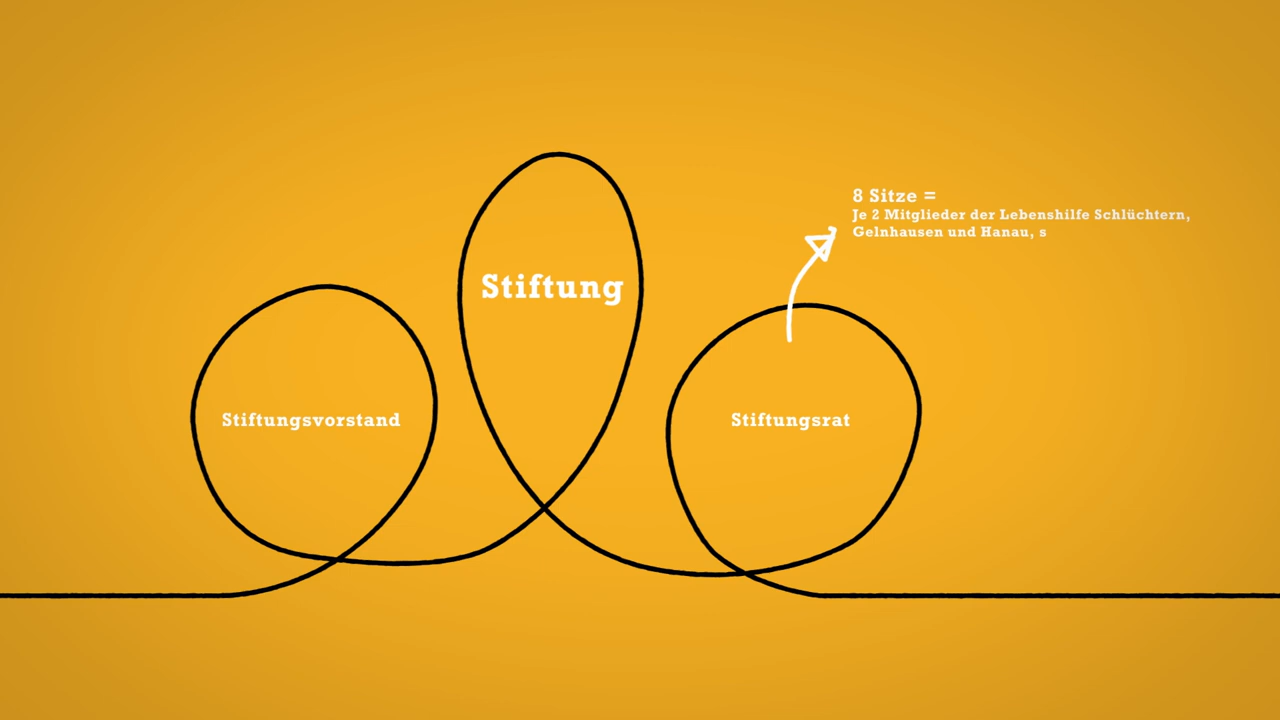 8 Sitze =
Je 2 Mitglieder der Lebenshilfe Schlüchtern,
Gelnhausen und Hanau, s
Stiftung
Stiftungsvorstand
Stiftungsrat